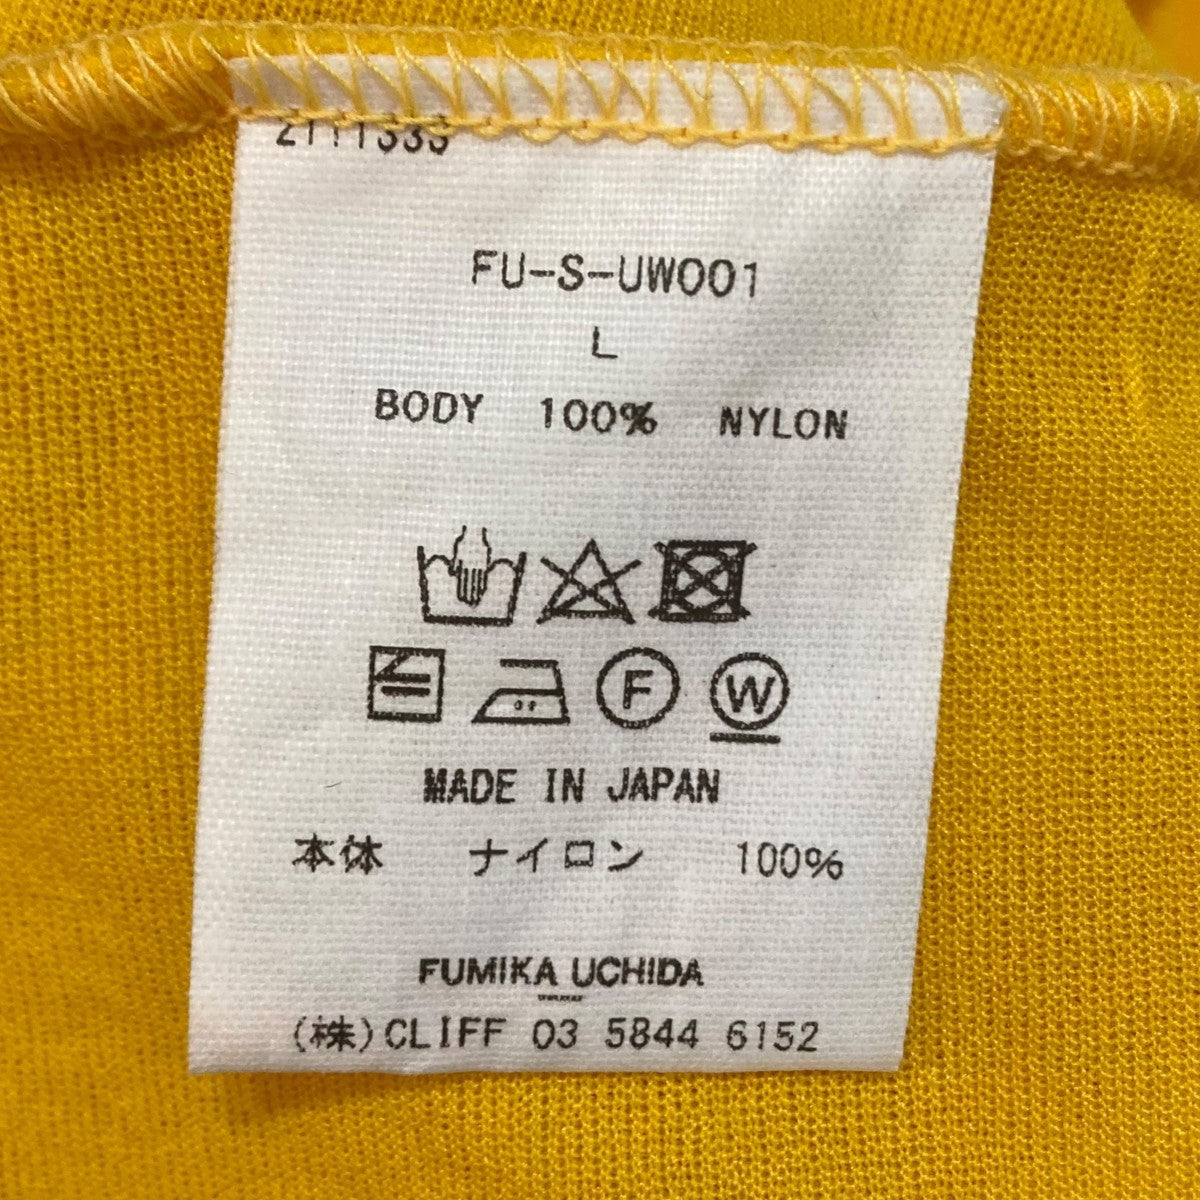 2111333
FU-S-UW001
L
BODY 100% NYLON
F W
MADE IN JAPAN
本体 ナイロン 100%
FUMIKA UCHIDA
(株)CLIFF 03 5844 6152